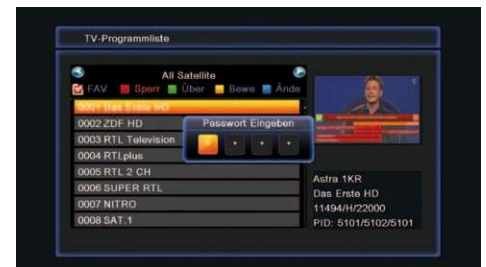 TV-Programmliste
All Satellite
FAV Sperr Über Bewe Ände
0001 Das Erste HD
0002 ZDF HD
0003 RTL Television
0004 RTLplus
0005 RTL 2 CH
0006 SUPER RTL
0007 NITRO
0008 SAT.1
Passwort Eingeben
Astra 1KR
Das Erste HD
11494/H/22000
PID: 5101/5102/5101